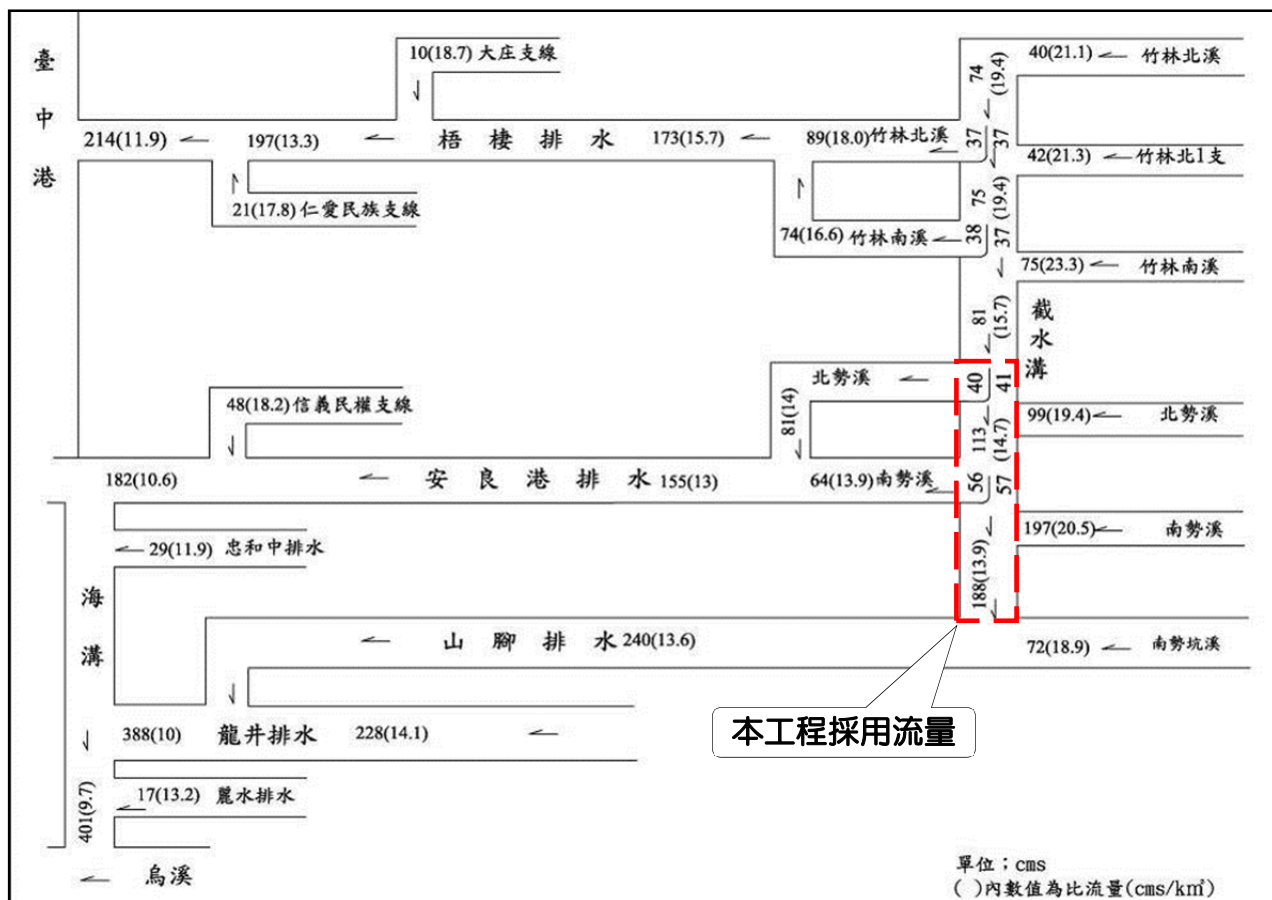 臺中港
10(18.7) 大庄支線
74
(19.4)
40(21.1)
竹林北溪
214(11.9)
197(13.3)
梧棲排水
173(15.7)
89(18.0)
竹林北溪
37
37
42(21.3)
竹林北1支
21(17.8) 仁愛民族支線
75
(19.4)
74(16.6)
竹林南溪
38
37
75(23.3)
竹林南溪
81
(15.7)
截水溝
北勢溪
40
41
48(18.2)信義民權支線
81(14)
113
(14.7)
99(19.4)
北勢溪
182(10.6)
安良港排水
155(13)
64(13.9)南勢溪
56
57
197(20.5)
南勢溪
29(11.9) 忠和中排水
188(13.9)
海溝
山腳排水
240(13.6)
72(18.9)
南勢坑溪
本工程採用流量
388(10)
龍井排水
228(14.1)
17(13.2) 麗水排水
401(9.7)
烏溪
單位;cms
( )內數值為比流量(cms/km²)